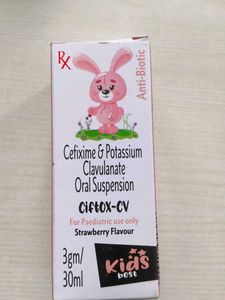 Rx
Anti-Biotic
Cefixime & Potassium
Clavulanate
Oral Suspension
Ciftox-CV
For Paediatric use only
Strawberry Flavour
3gm/
30ml
Kids
best